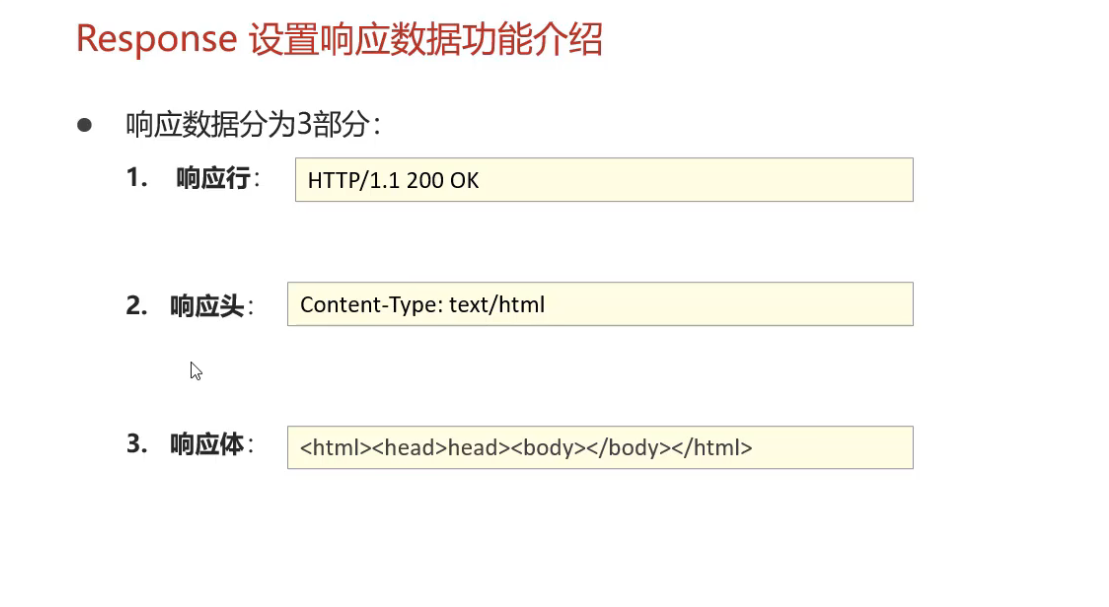 Response 设置响应数据功能介绍
● 响应数据分为3部分：
1. 响应行： HTTP/1.1 200 OK
2. 响应头： Content-Type: text/html
3. 响应体： <html><head>head><body></body></html>